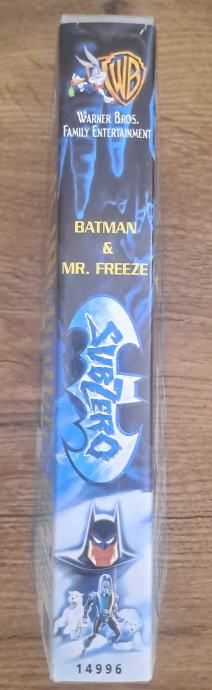 WB
WARNER BROS.
FAMILY ENTERTAINMENT
BATMAN
&
MR. FREEZE
SUBZERO
14996